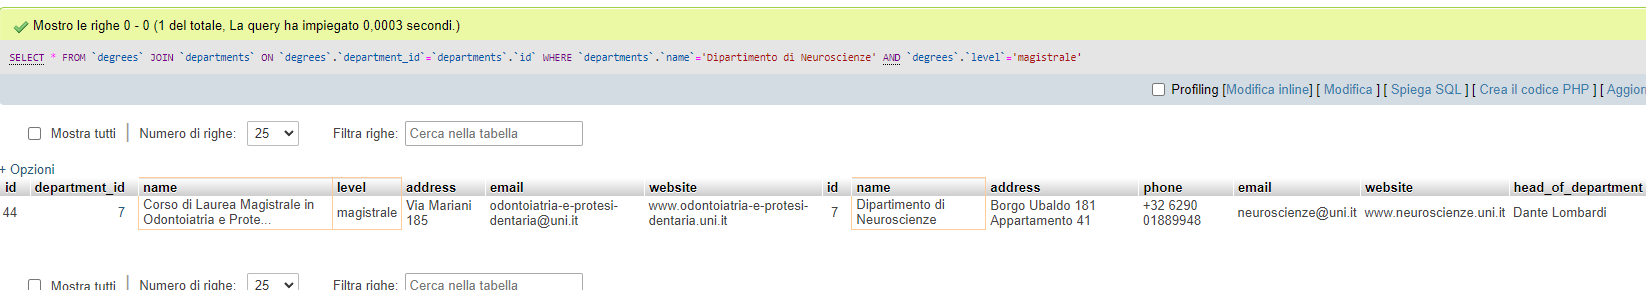 Mostro le righe 0 - 0 (1 del totale, La query ha impiegato 0,0003 secondi.)
SELECT * FROM `degrees` JOIN `departments` ON `degrees`.`department_id`=`departments`.`id` WHERE `departments`.`name`='Dipartimento di Neuroscienze' AND `degrees`.`level`='magistrale'
Profiling [Modifica inline] [ Modifica ] [ Spiega SQL ] [ Crea il codice PHP ] [ Aggior
Mostra tutti | Numero di righe: 25 Filtra righe: Cerca nella tabella
+ Opzioni
id department_id name level address email website id name address phone email website head_of_department
44 7 Corso di Laurea Magistrale in Odontoiatria e Prote... magistrale Via Mariani 185 odontoiatria-e-protesi-dentaria@uni.it www.odontoiatria-e-protesi-dentaria.uni.it 7 Dipartimento di Neuroscienze Borgo Ubaldo 181 Appartamento 41 +32 6290 01889948 neuroscienze@uni.it www.neuroscienze.uni.it Dante Lombardi
Mostra tutti | Numero di righe: 25 Filtra righe: Cerca nella tabella